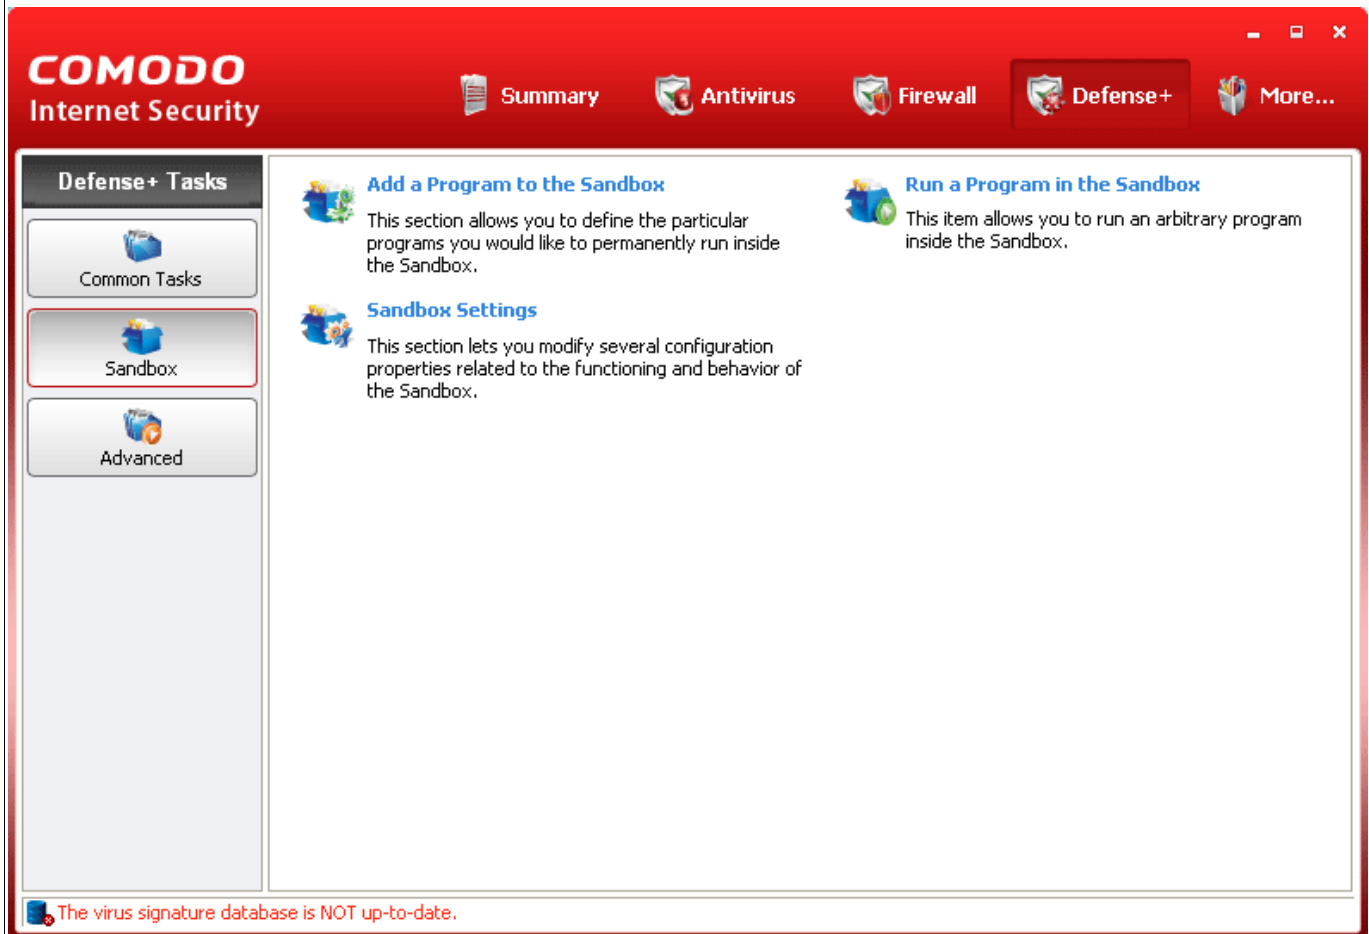 COMODO
Internet Security
Summary
Antivirus
Firewall
Defense+
More...
Defense+ Tasks
Common Tasks
Sandbox
Advanced
Add a Program to the Sandbox
This section allows you to define the particular
programs you would like to permanently run inside
the Sandbox.
Run a Program in the Sandbox
This item allows you to run an arbitrary program
inside the Sandbox.
Sandbox Settings
This section lets you modify several configuration
properties related to the functioning and behavior of
the Sandbox.
The virus signature database is NOT up-to-date.